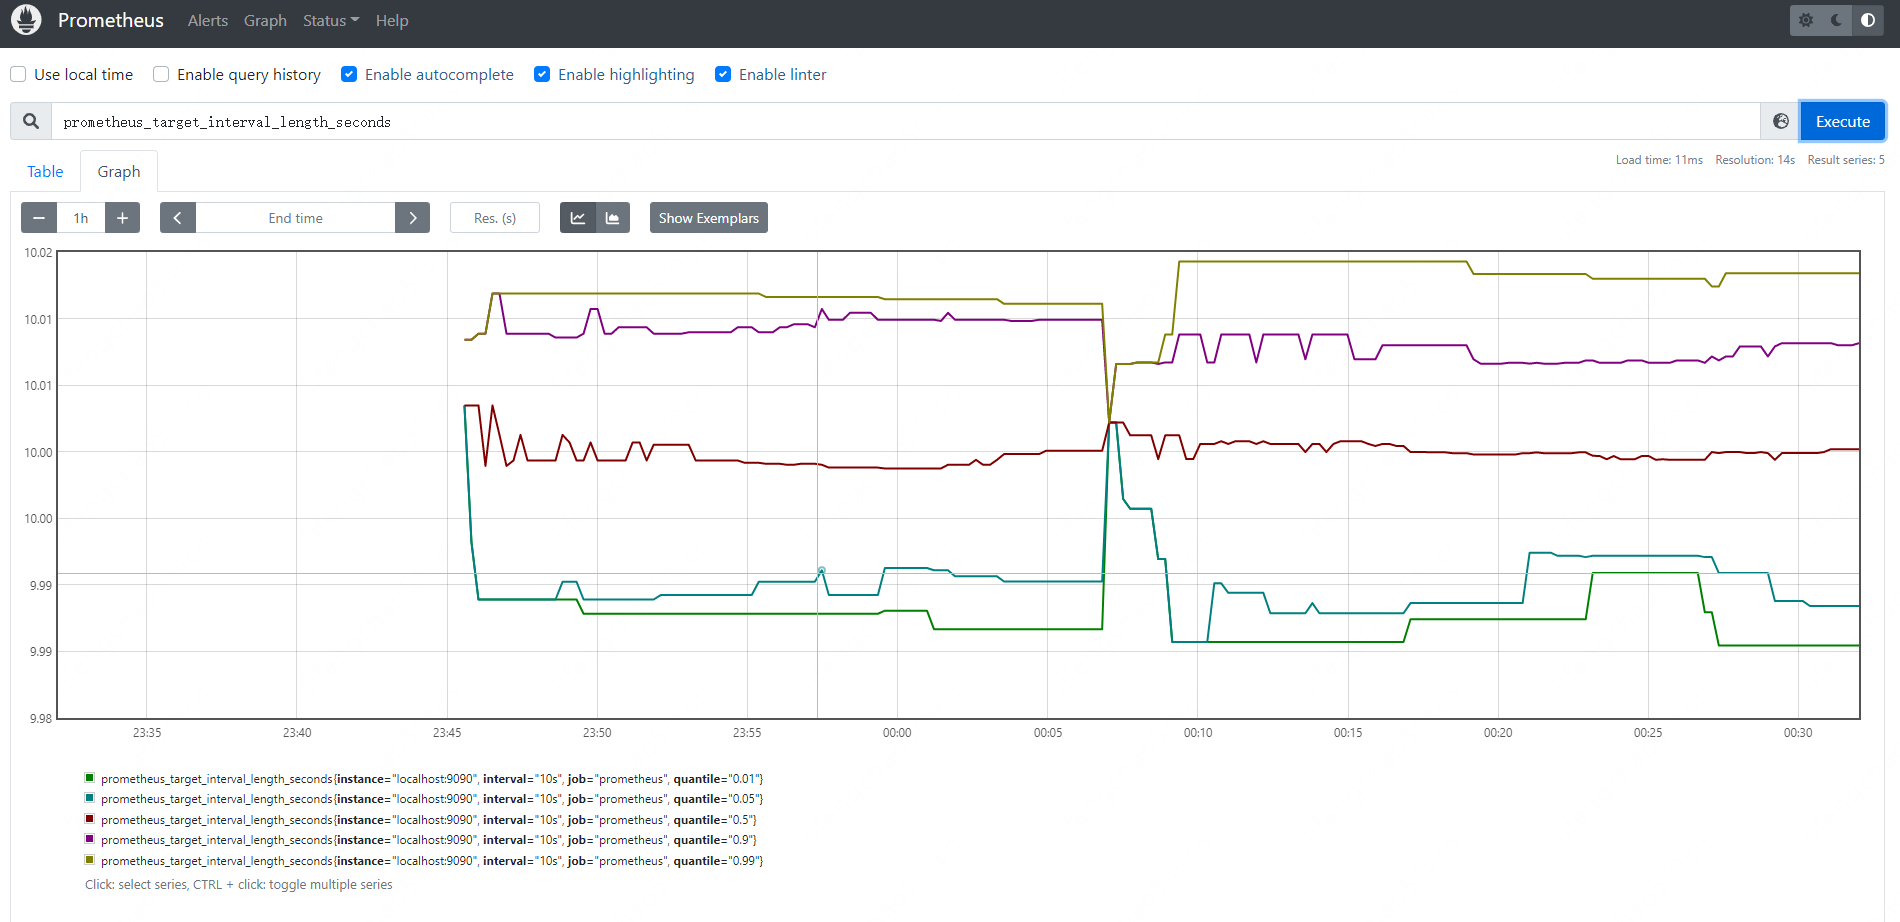 Prometheus Alerts Graph Status Help
Use local time Enable query history Enable autocomplete Enable highlighting Enable linter
prometheus_target_interval_length_seconds Execute
Table Graph Load time: 11ms Resolution: 14s Result series: 5
1h End time Res. (s) Show Exemplars
10.02
10.01
10.01
10.00
10.00
9.99
9.99
9.98
23:35 23:40 23:45 23:50 23:55 00:00 00:05 00:10 00:15 00:20 00:25 00:30
prometheus_target_interval_length_seconds{instance="localhost:9090", interval="10s", job="prometheus", quantile="0.01"}
prometheus_target_interval_length_seconds{instance="localhost:9090", interval="10s", job="prometheus", quantile="0.05"}
prometheus_target_interval_length_seconds{instance="localhost:9090", interval="10s", job="prometheus", quantile="0.5"}
prometheus_target_interval_length_seconds{instance="localhost:9090", interval="10s", job="prometheus", quantile="0.9"}
prometheus_target_interval_length_seconds{instance="localhost:9090", interval="10s", job="prometheus", quantile="0.99"}
Click: select series, CTRL + click: toggle multiple series